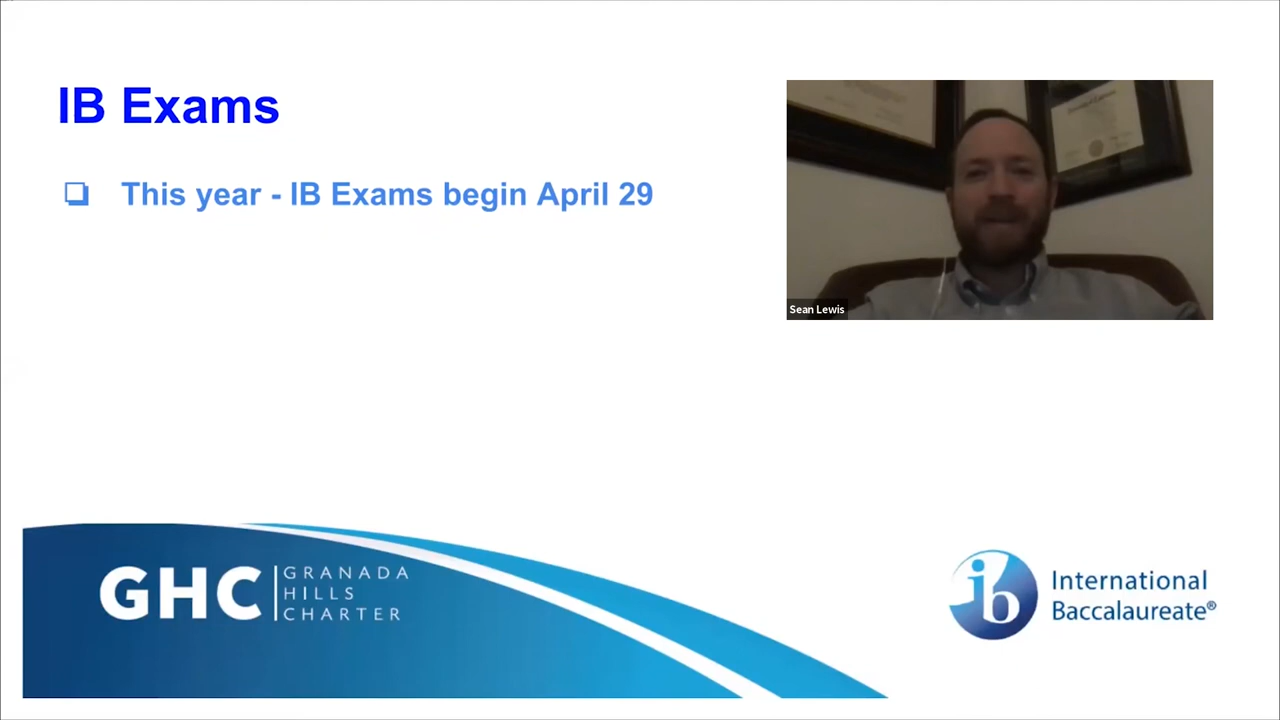 IB Exams
❏ This year - IB Exams begin April 29
Sean Lewis
GHC
GRANADA
HILLS
CHARTER
ib
International
Baccalaureate®